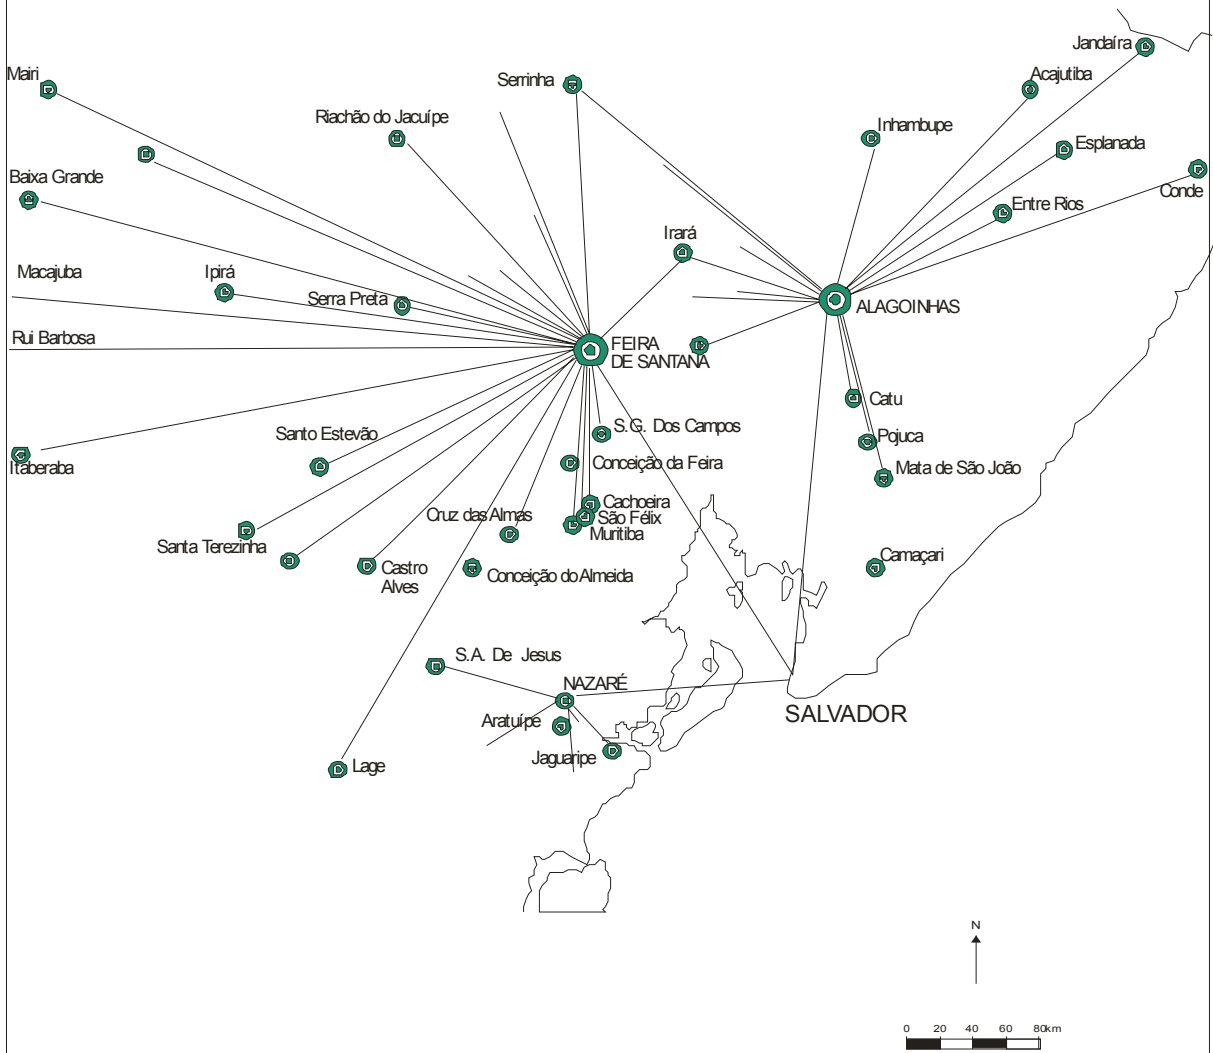 Jandaíra
Mairi
Serrinha
Acajutiba
Riachão do Jacuípe
Inhambupe
Esplanada
Baixa Grande
Conde
Entre Rios
Irará
Macajuba
Ipirá
Serra Preta
ALAGOINHAS
Rui Barbosa
FEIRA
DE SANTANA
Catu
S.G. Dos Campos
Santo Estevão
Pojuca
Itaberaba
Conceição da Feira
Mata de São João
Cachoeira
Cruz das Almas
São Félix
Muritiba
Santa Terezinha
Camaçari
Castro
Alves
Conceição do Almeida
S.A. De Jesus
NAZARÉ
SALVADOR
Aratuípe
Jaguaripe
Lage
N
0 20 40 60 80km